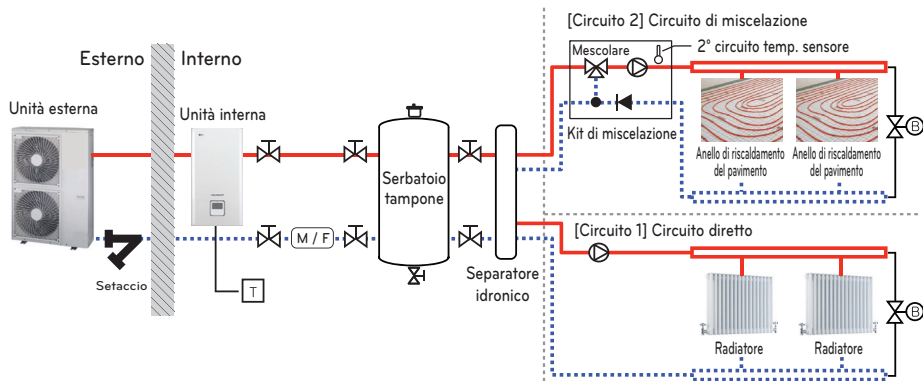 [Circuito 2] Circuito di miscelazione
Esterno
Interno
Mescolare
2° circuito temp. sensore
Unità esterna
Unità interna
Kit di miscelazione
Anello di riscaldamento
del pavimento
Anello di riscaldamento
del pavimento
B
Serbatoio
tampone
M / F
[Circuito 1] Circuito diretto
Setaccio
T
Separatore
idronico
B
Radiatore
Radiatore